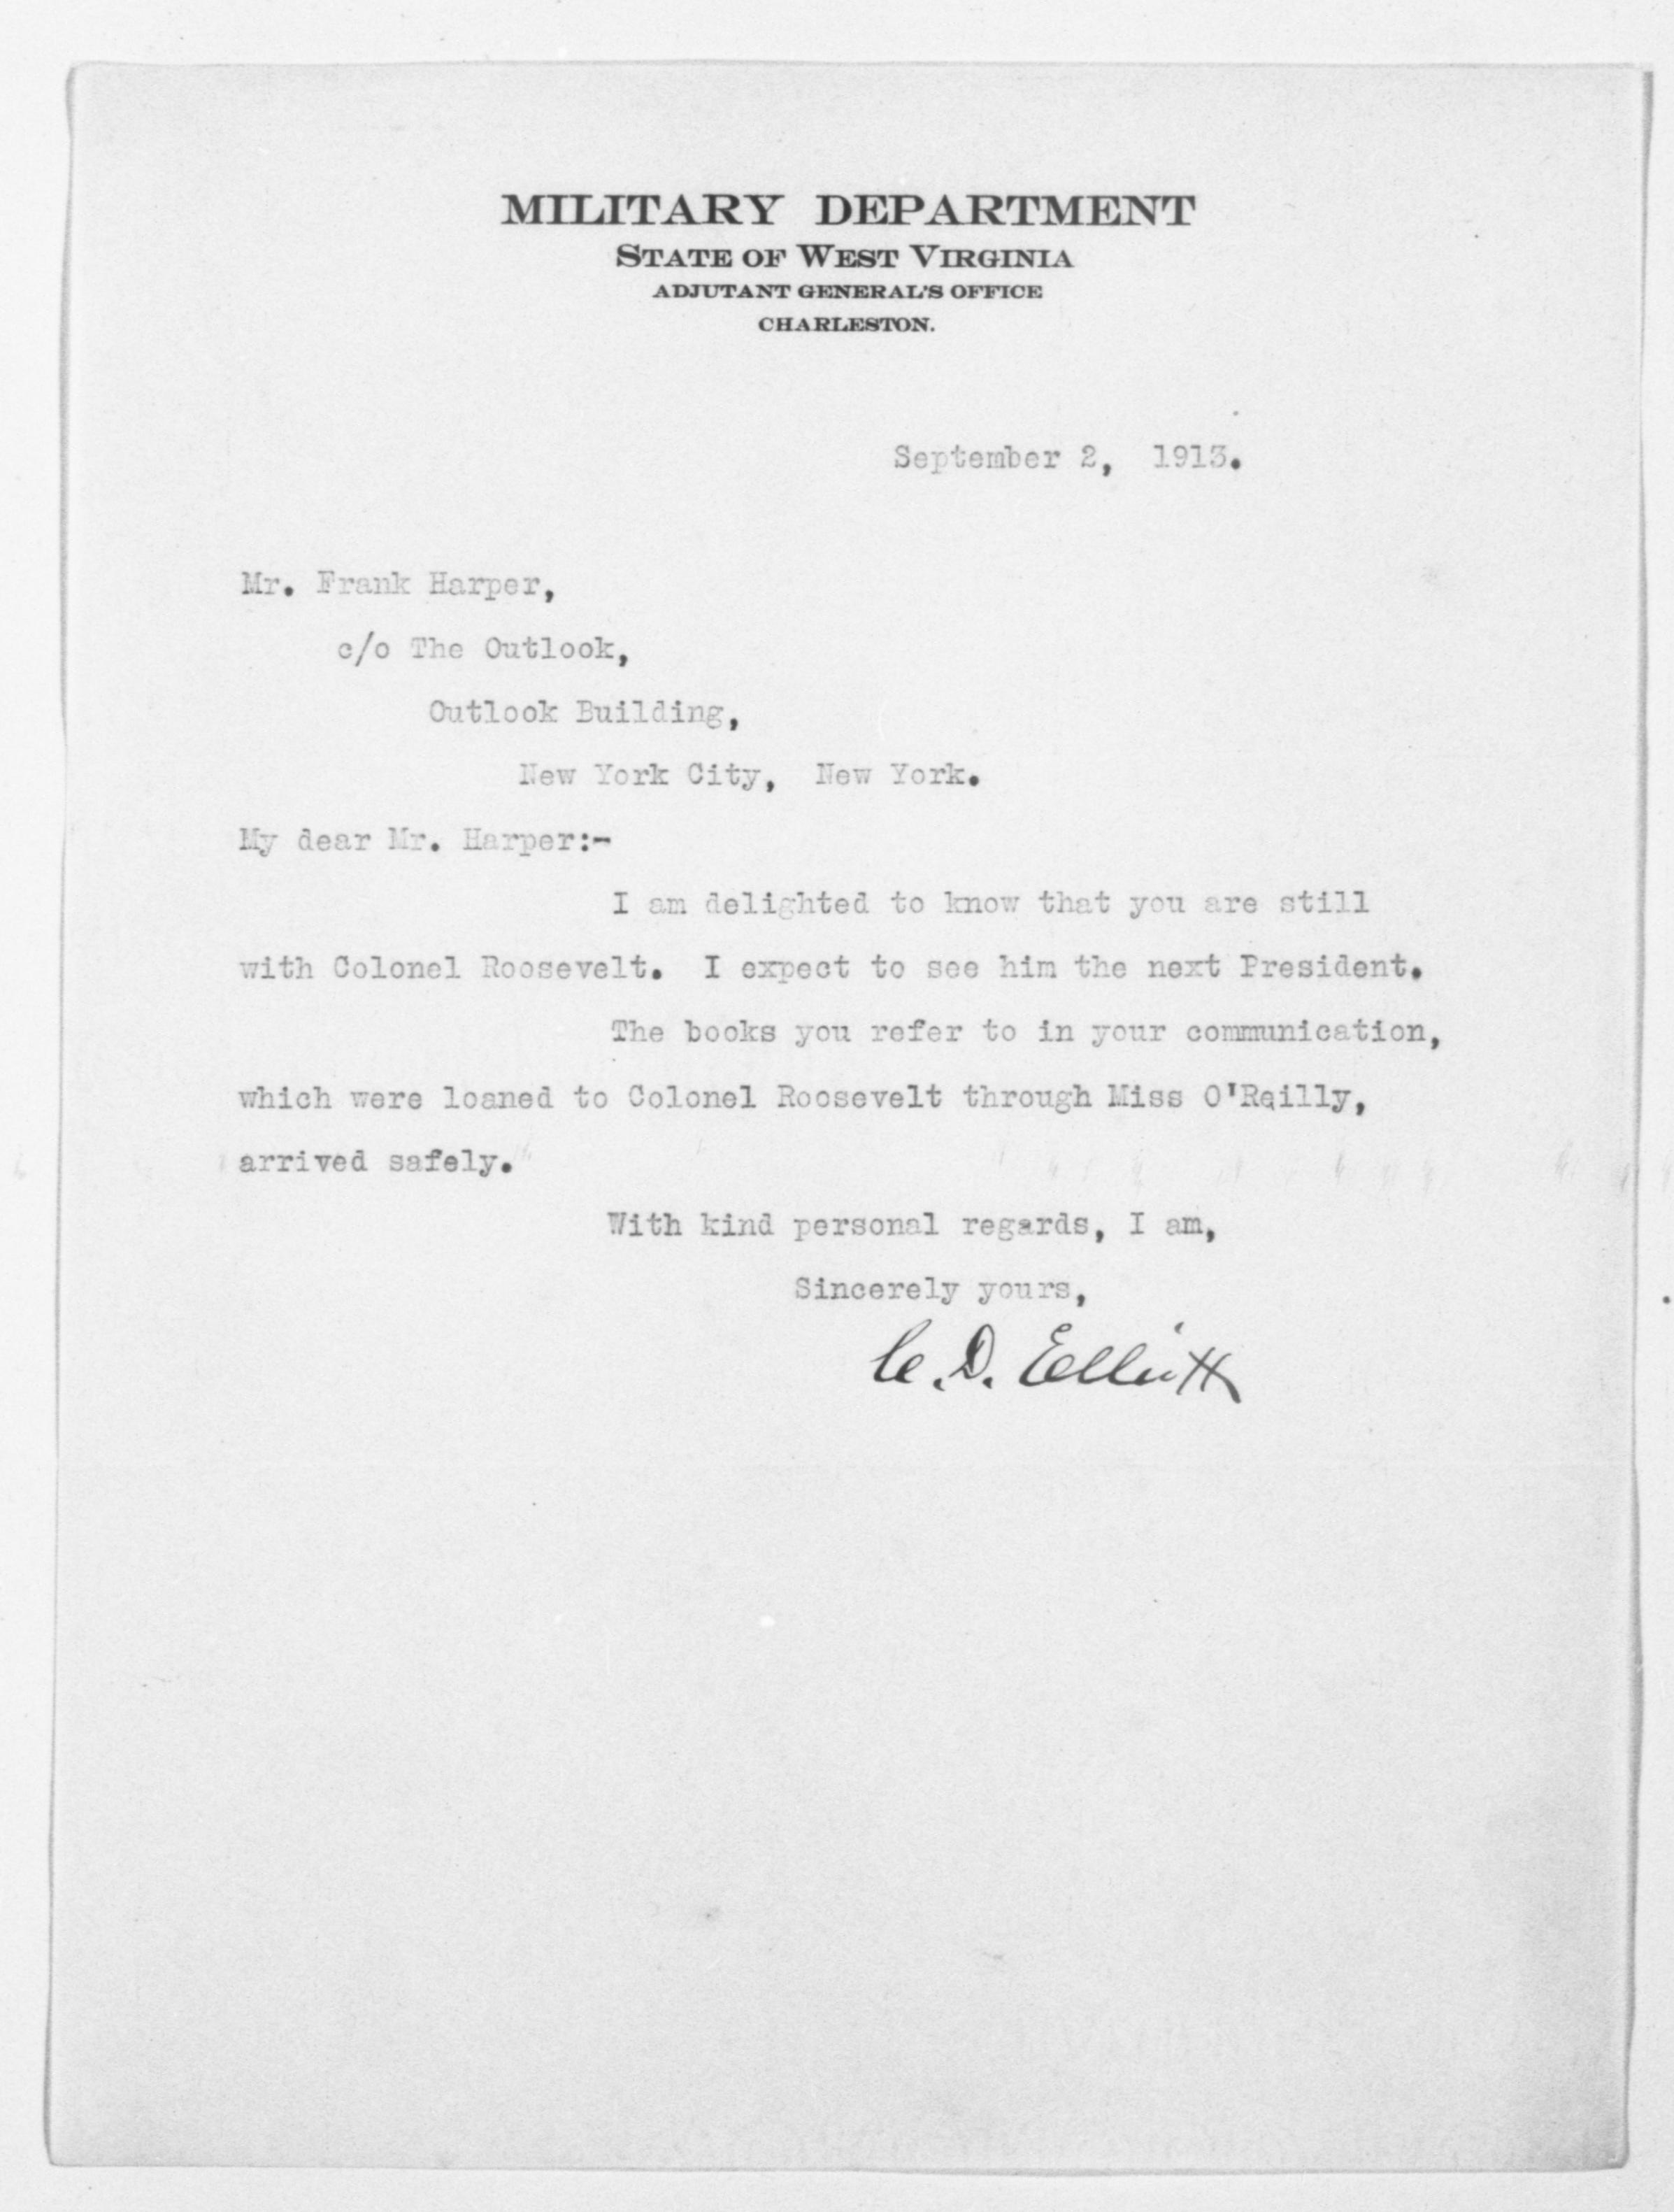 MILITARY DEPARTMENT
STATE OF WEST VIRGINIA
ADJUTANT GENERAL'S OFFICE
CHARLESTON.
September 2, 1913.
Mr. Frank Harper,
c/o The Outlook,
Outlook Building,
New York City, New York.
My dear Mr. Harper:-
I am delighted to know that you are still
with Colonel Roosevelt. I expect to see him the next President.
The books you refer to in your communication,
which were loaned to Colonel Roosevelt through Miss O'Reilly,
arrived safely.
With kind personal regards, I am,
Sincerely yours,
C. D. Elliott